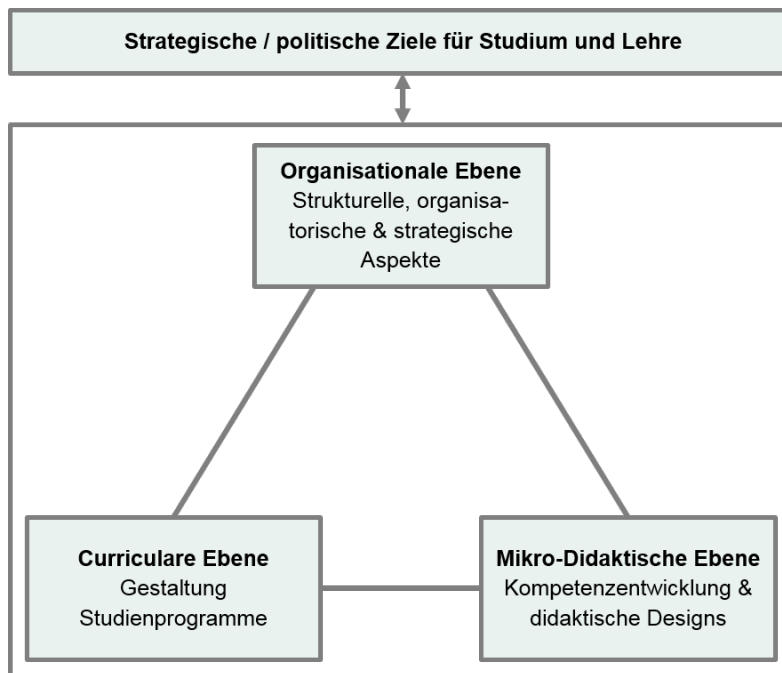 Strategische / politische Ziele für Studium und Lehre
Organisationale Ebene
Strukturelle, organisa-
torische & strategische
Aspekte
Curriculare Ebene
Gestaltung
Studienprogramme
Mikro-Didaktische Ebene
Kompetenzentwicklung &
didaktische Designs